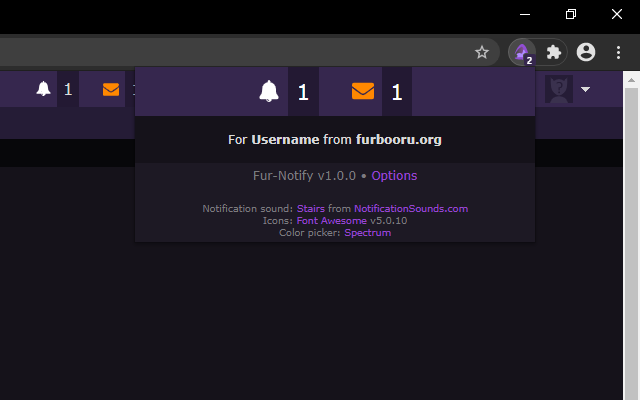 2
1
1
1
1
For Username from furbooru.org
Fur-Notify v1.0.0 • Options
Notification sound: Stairs from NotificationSounds.com
Icons: Font Awesome v5.0.10
Color picker: Spectrum